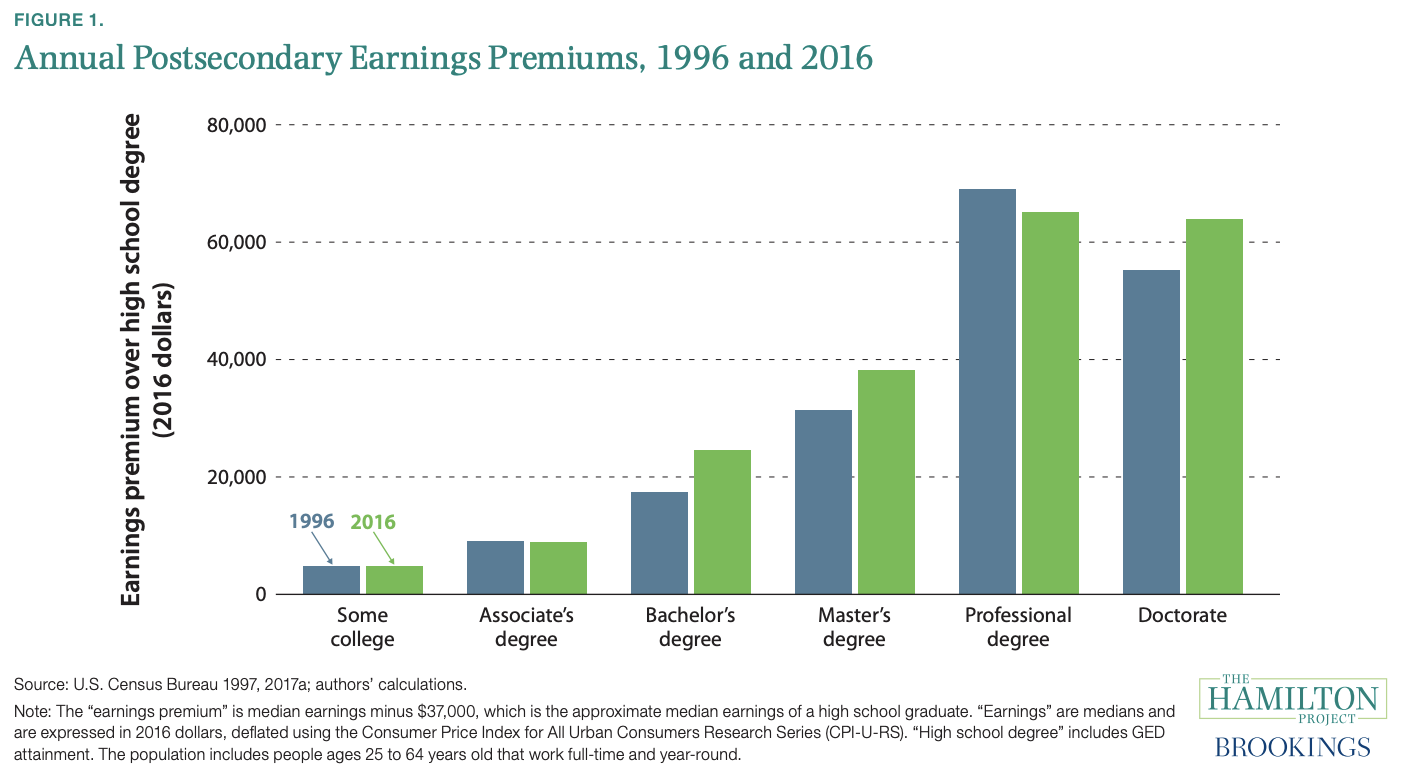 FIGURE 1.
Annual Postsecondary Earnings Premiums, 1996 and 2016
Earnings premium over high school degree
(2016 dollars)
80,000
60,000
40,000
20,000
0
1996 2016
Some
college
Associate’s
degree
Bachelor’s
degree
Master’s
degree
Professional
degree
Doctorate
Source: U.S. Census Bureau 1997, 2017a; authors’ calculations.
Note: The “earnings premium” is median earnings minus $37,000, which is the approximate median earnings of a high school graduate. “Earnings” are medians and
are expressed in 2016 dollars, deflated using the Consumer Price Index for All Urban Consumers Research Series (CPI-U-RS). “High school degree” includes GED
attainment. The population includes people ages 25 to 64 years old that work full-time and year-round.
THE
HAMILTON
PROJECT
BROOKINGS